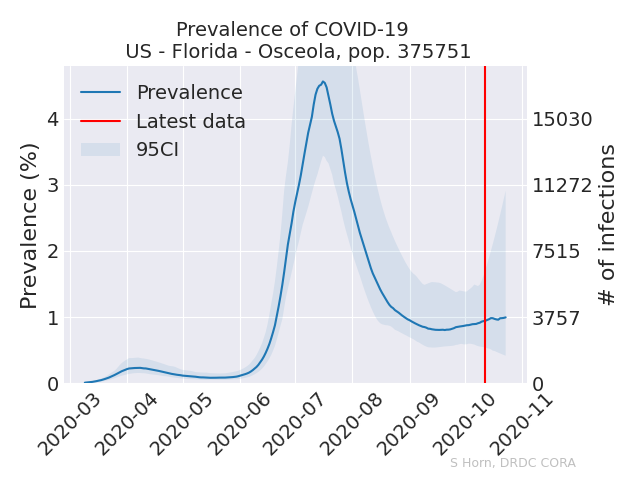 Prevalence of COVID-19
US - Florida - Osceola, pop. 375751
Prevalence
Latest data
95CI
Prevalence (%)
4
3
2
1
0
15030
11272
7515
3757
0
# of infections
2020-03
2020-04
2020-05
2020-06
2020-07
2020-08
2020-09
2020-10
2020-11
S Horn, DRDC CORA